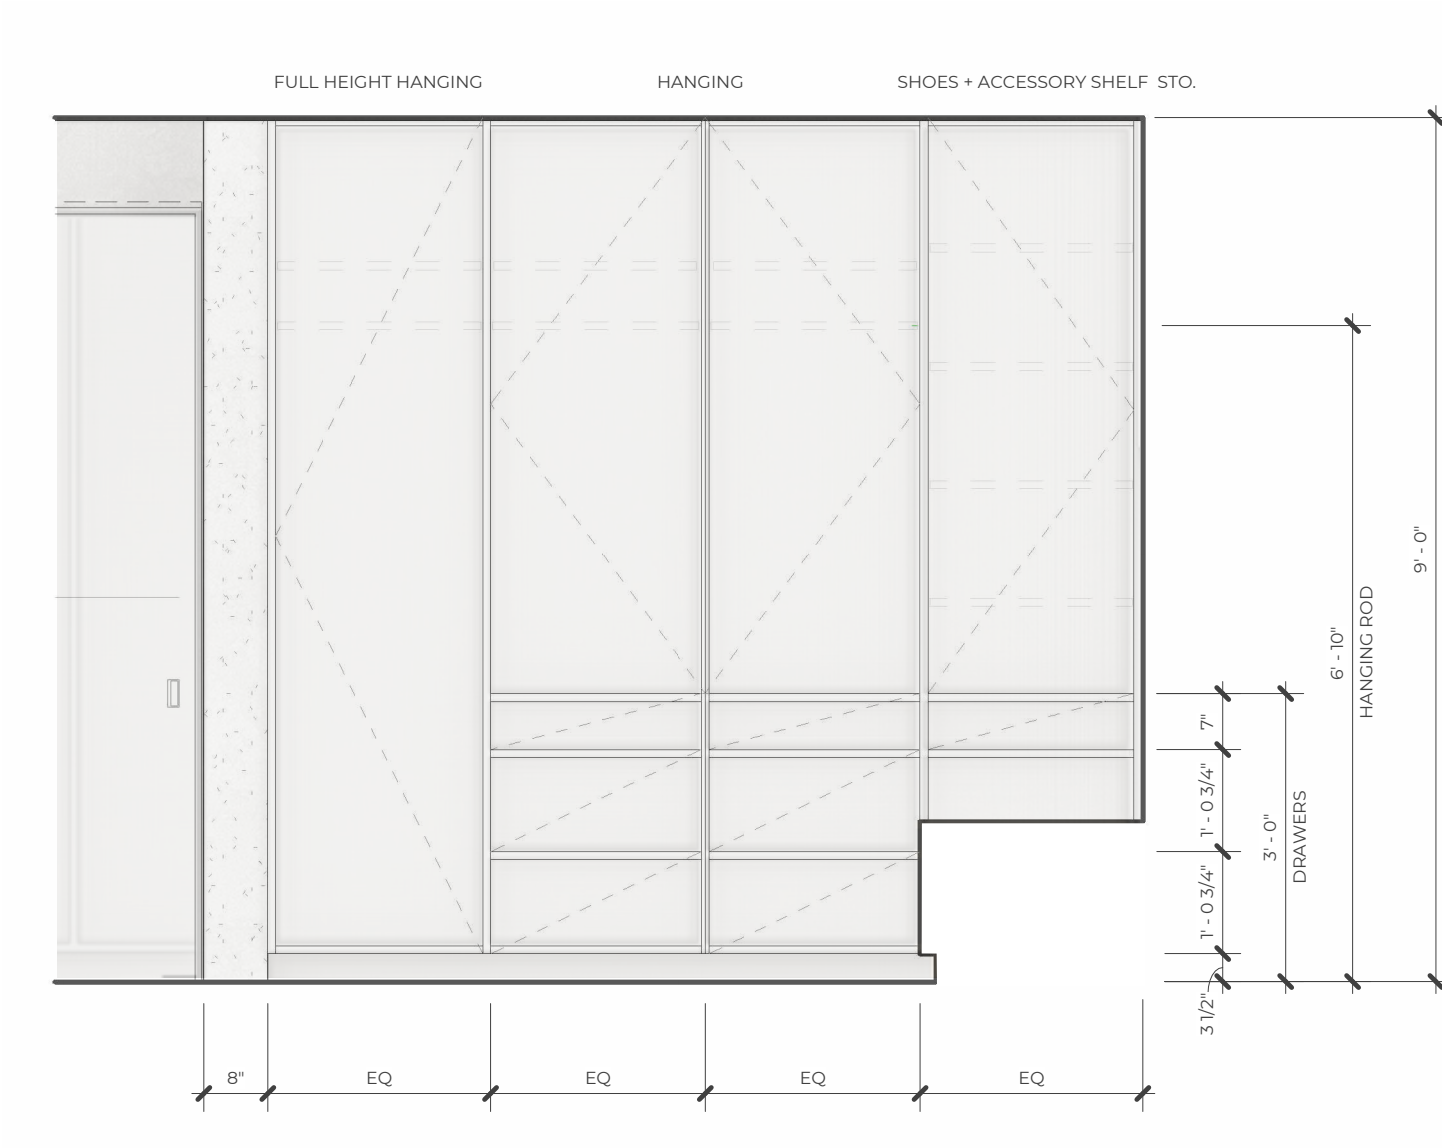 FULL HEIGHT HANGING
HANGING
SHOES + ACCESSORY SHELF STO.
9' - 0"
6' - 10"
HANGING ROD
7"
1' - 0 3/4"
3' - 0"
DRAWERS
1' - 0 3/4"
3 1/2"
8"
EQ
EQ
EQ
EQ